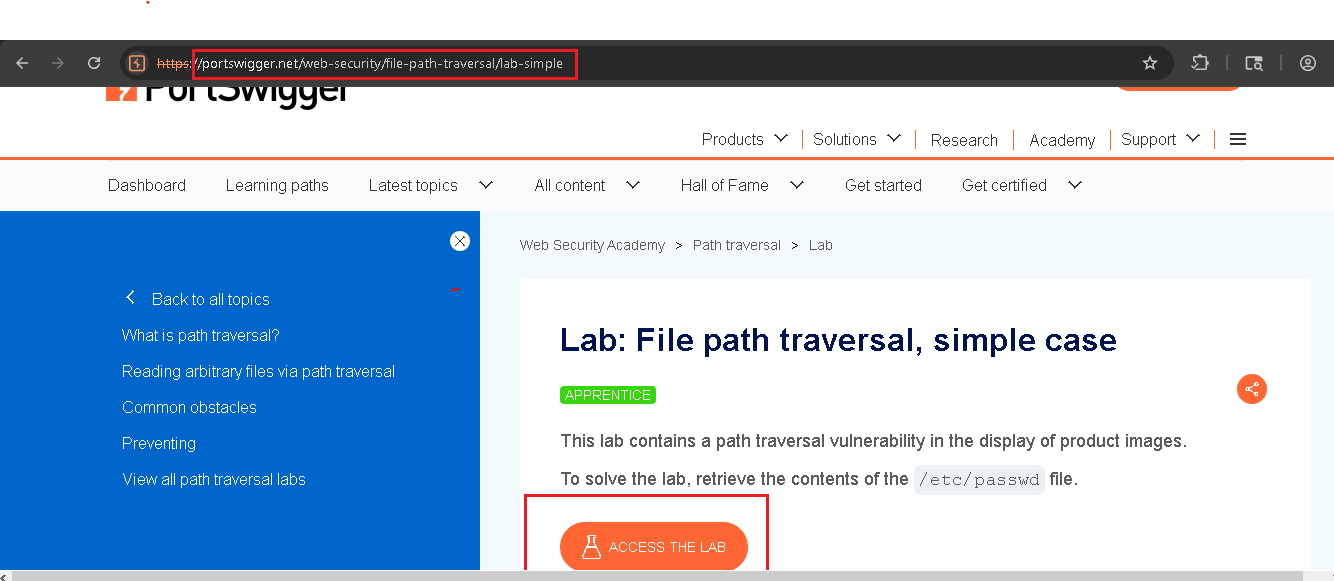 https://portswigger.net/web-security/file-path-traversal/lab-simple
PortSwigger
Products Solutions Research Academy Support
Dashboard Learning paths Latest topics All content Hall of Fame Get started Get certified
Web Security Academy > Path traversal > Lab
Back to all topics
What is path traversal?
Reading arbitrary files via path traversal
Common obstacles
Preventing
View all path traversal labs
Lab: File path traversal, simple case
APPRENTICE
This lab contains a path traversal vulnerability in the display of product images.
To solve the lab, retrieve the contents of the /etc/passwd file.
ACCESS THE LAB